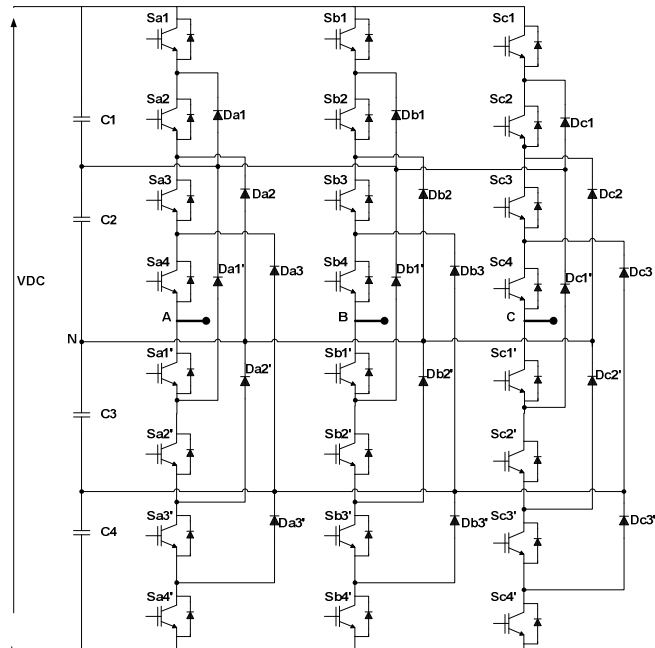 Sa1
Sb1
Sc1
Sa2
Da1
Sb2
Db1
Sc2
Dc1
C1
Sa3
Da2
Sb3
Db2
Sc3
Dc2
C2
Sa4
Da1'
Da3
Sb4
Db1'
Db3
Sc4
Dc1'
Dc3
VDC
A
B
C
N
Sa1'
Da2'
Sb1'
Db2'
Sc1'
Dc2'
C3
Sa2'
Sb2'
Sc2'
C4
Sa3'
Da3'
Sb3'
Db3'
Sc3'
Dc3'
Sa4'
Sb4'
Sc4'